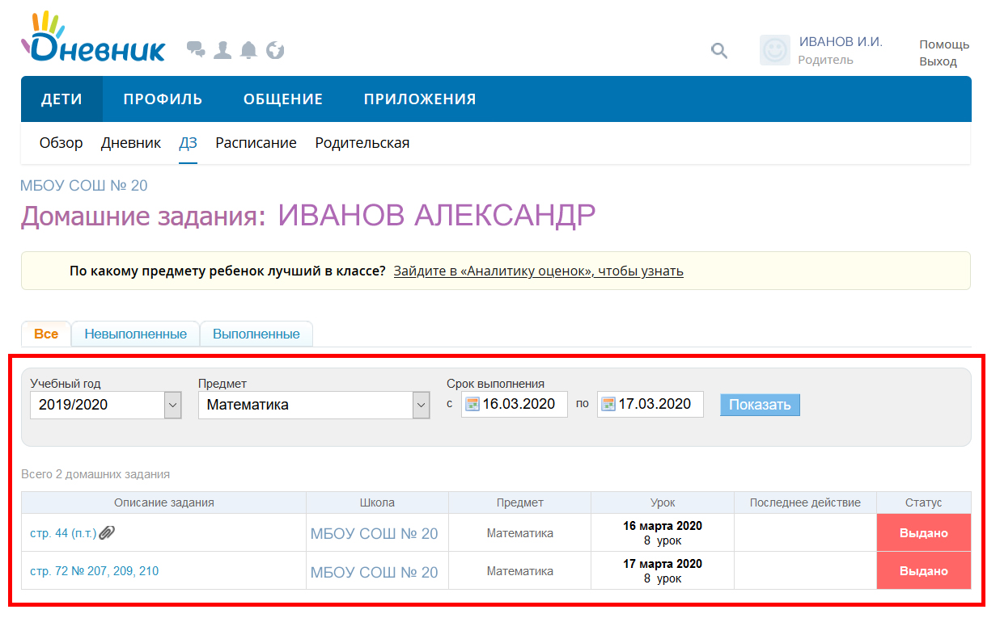 Дневник
ИВАНОВ И.И.
Родитель
Помощь
Выход
ДЕТИ ПРОФИЛЬ ОБЩЕНИЕ ПРИЛОЖЕНИЯ
Обзор Дневник ДЗ Расписание Родительская
МБОУ СОШ № 20
Домашние задания: ИВАНОВ АЛЕКСАНДР
По какому предмету ребенок лучший в классе? Зайдите в «Аналитику оценок», чтобы узнать
Все Невыполненные Выполненные
Учебный год Предмет Срок выполнения
2019/2020 Математика с 16.03.2020 по 17.03.2020 Показать
Всего 2 домашних задания
Описание задания Школа Предмет Урок Последнее действие Статус
стр. 44 (п.т.) МБОУ СОШ № 20 Математика 16 марта 2020 Выдано
8 урок
стр. 72 № 207, 209, 210 МБОУ СОШ № 20 Математика 17 марта 2020 Выдано
8 урок